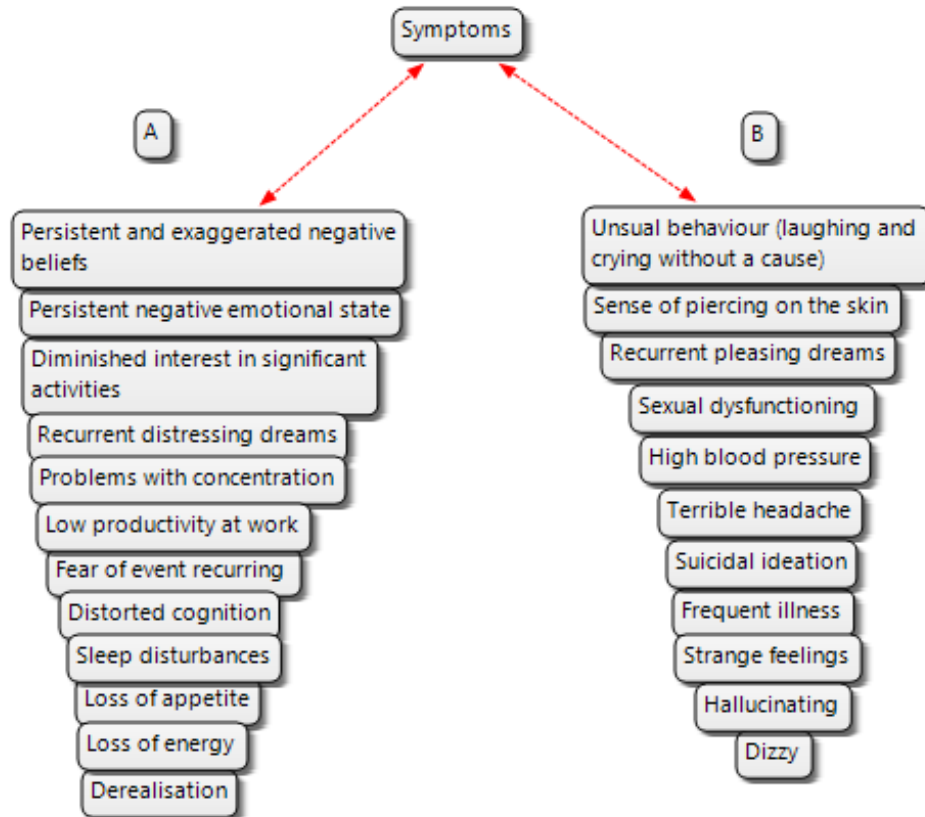 Symptoms
A
B
Persistent and exaggerated negative
beliefs
Persistent negative emotional state
Diminished interest in significant
activities
Recurrent distressing dreams
Problems with concentration
Low productivity at work
Fear of event recurring
Distorted cognition
Sleep disturbances
Loss of appetite
Loss of energy
Derealisation
Unsual behaviour (laughing and
crying without a cause)
Sense of piercing on the skin
Recurrent pleasing dreams
Sexual dysfunctioning
High blood pressure
Terrible headache
Suicidal ideation
Frequent illness
Strange feelings
Hallucinating
Dizzy